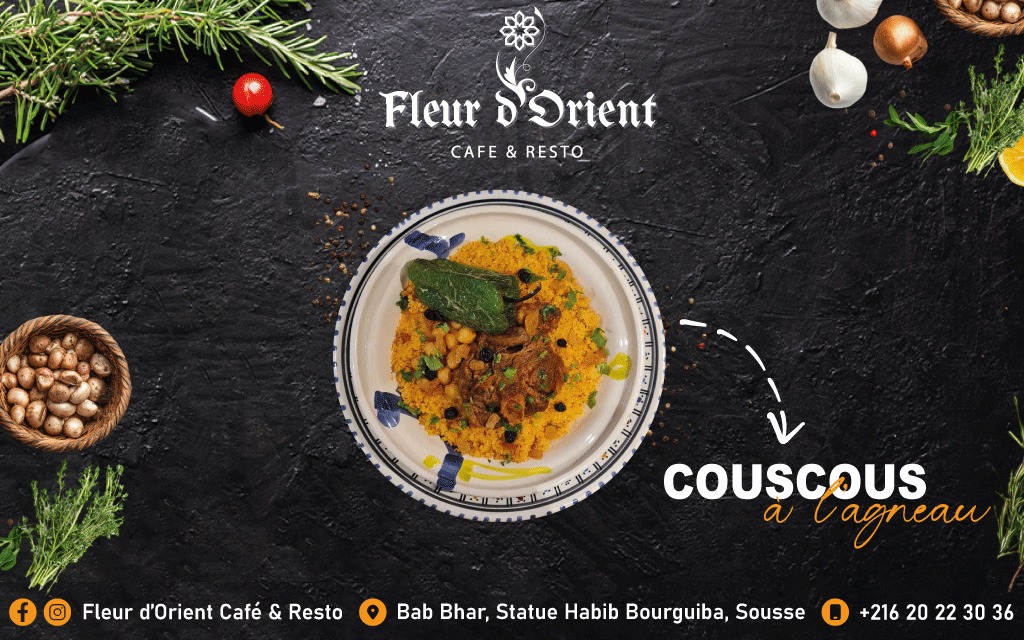 Fleur d'Orient
CAFE & RESTO
COUSCOUS
à l'agneau
Fleur d'Orient Café & Resto
Bab Bhar, Statue Habib Bourguiba, Sousse
+216 20 22 30 36